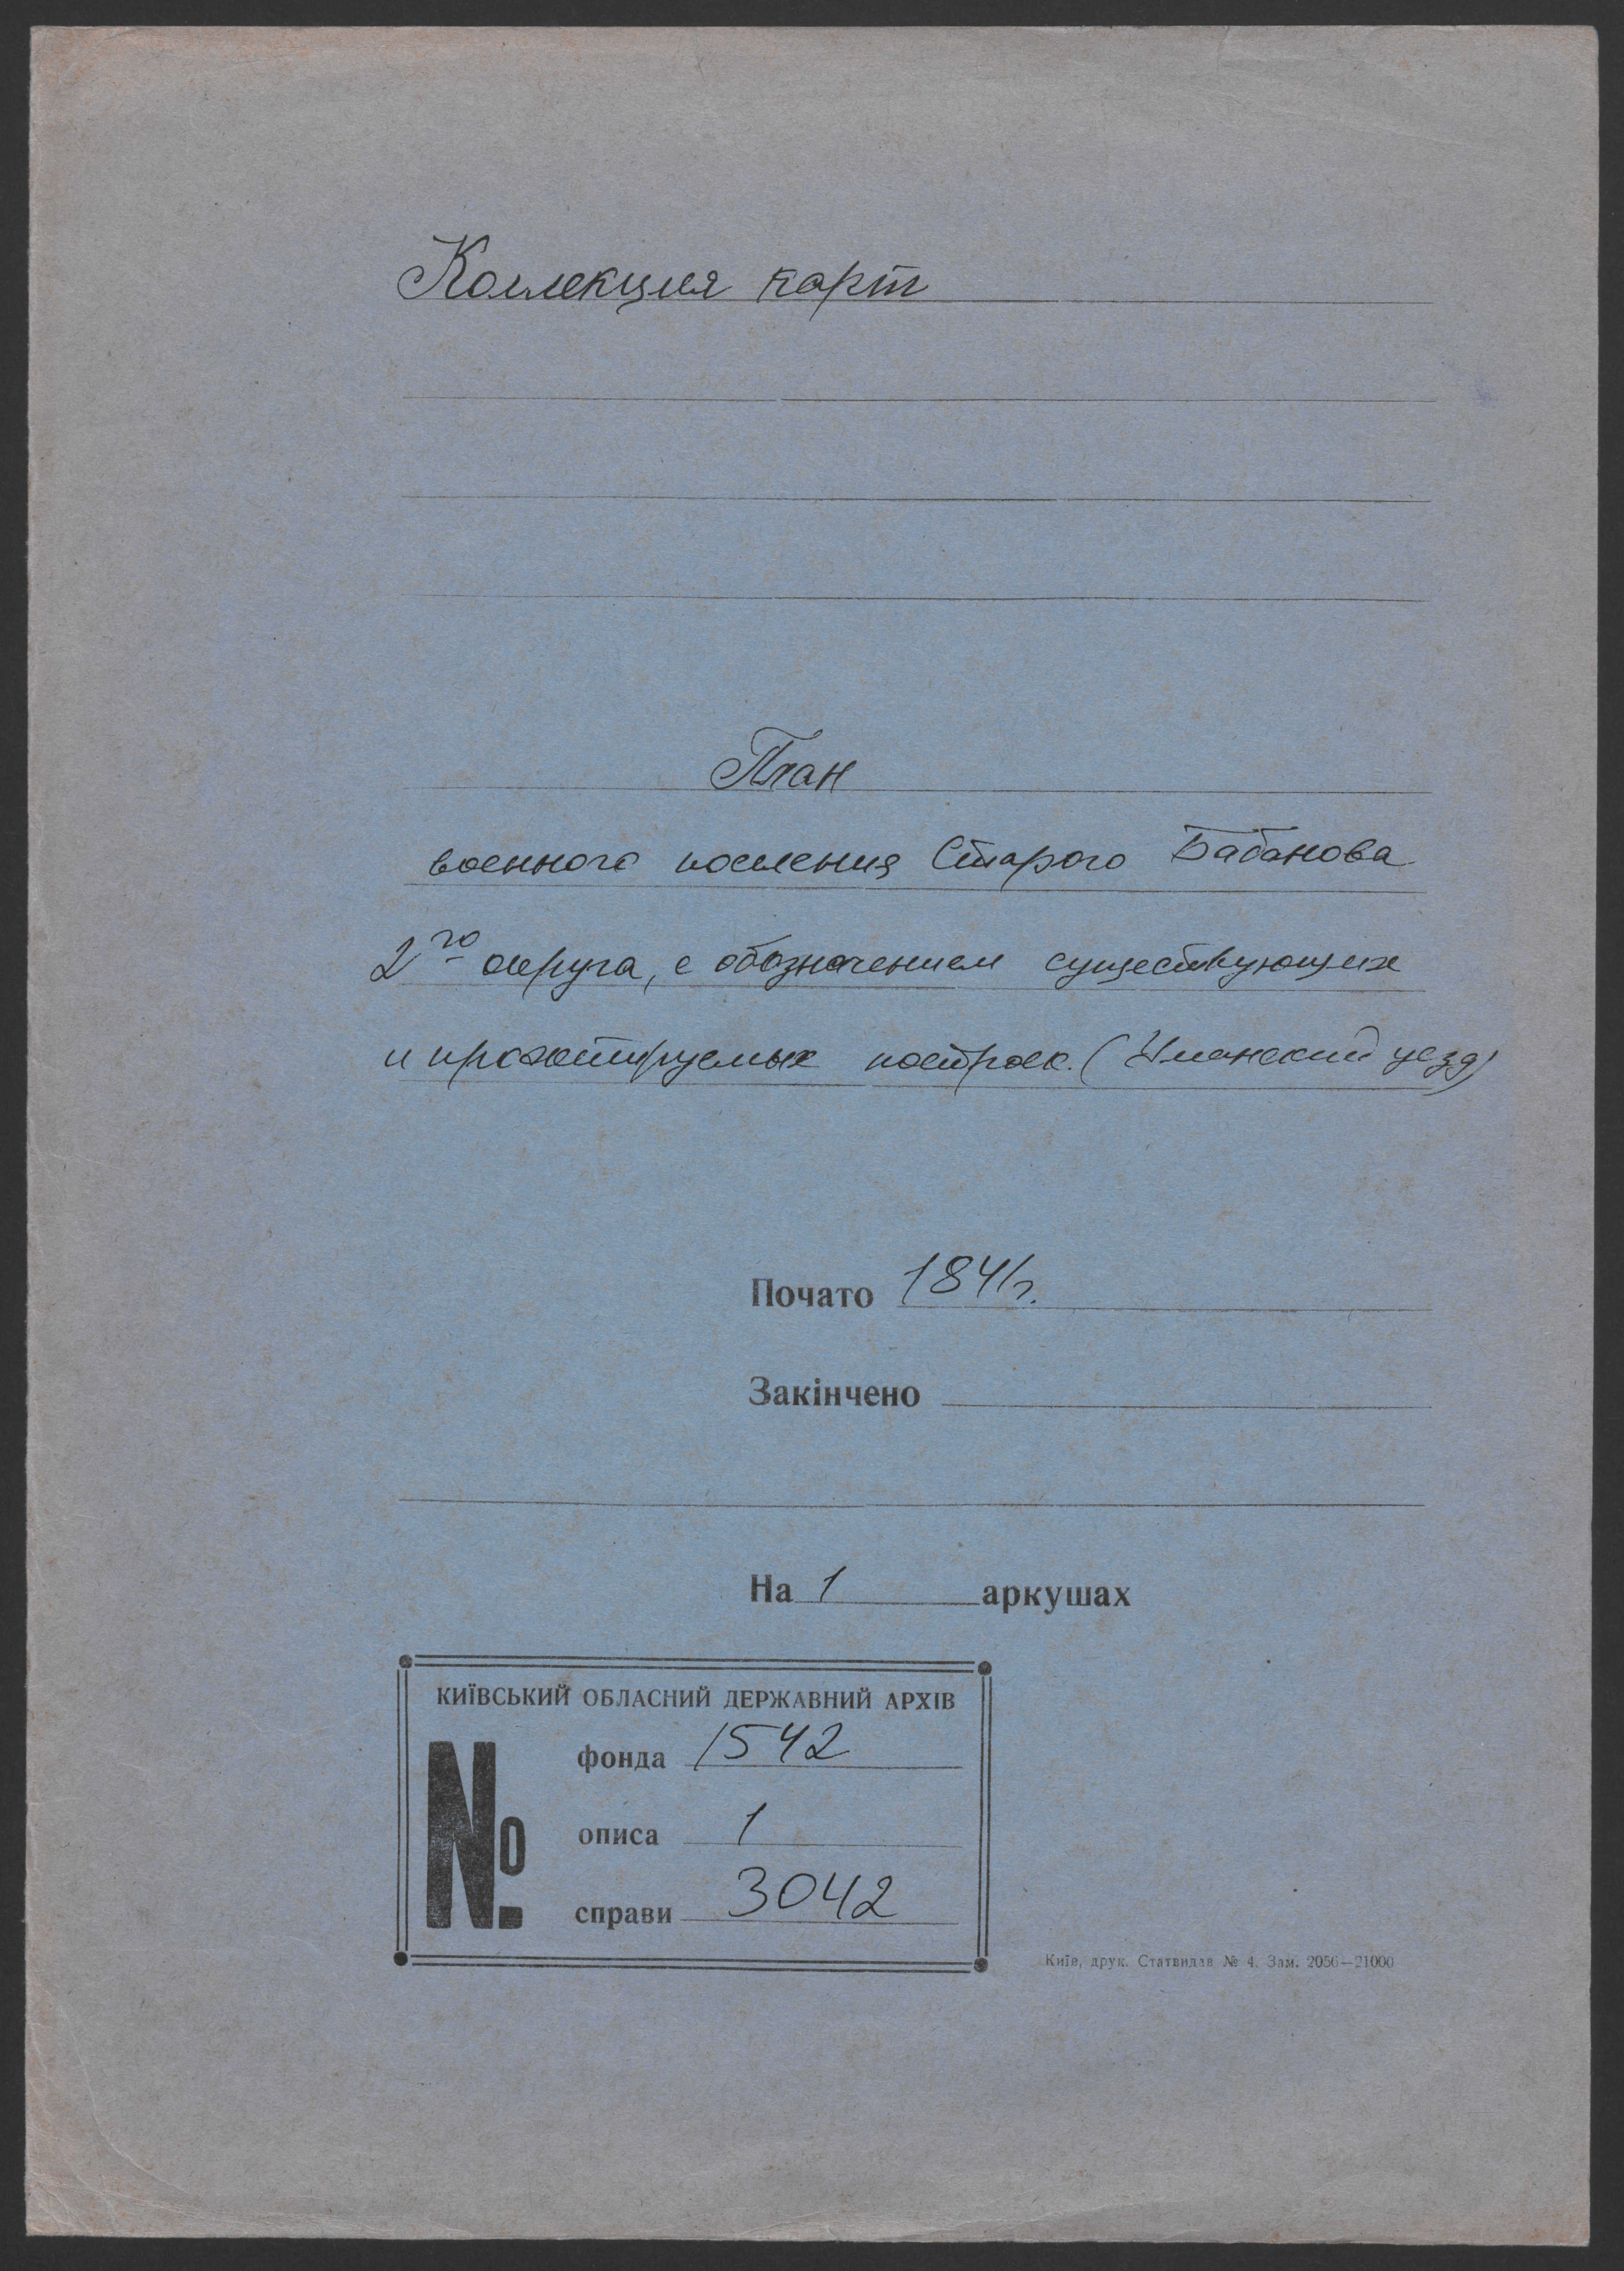 Коллекция карт
План
военного поселения Старого Бабанова
2го округа, с обозначением существующих
и проэктируемых построек. (Уманский уезд)
Почато 1841г.
Закінчено
На 1 аркушах
КИЇВСЬКИЙ ОБЛАСНИЙ ДЕРЖАВНИЙ АРХІВ
№
фонда 1542
описа 1
справи 3042
Київ, друк. Статвидав № 4. Зам. 2056—21000